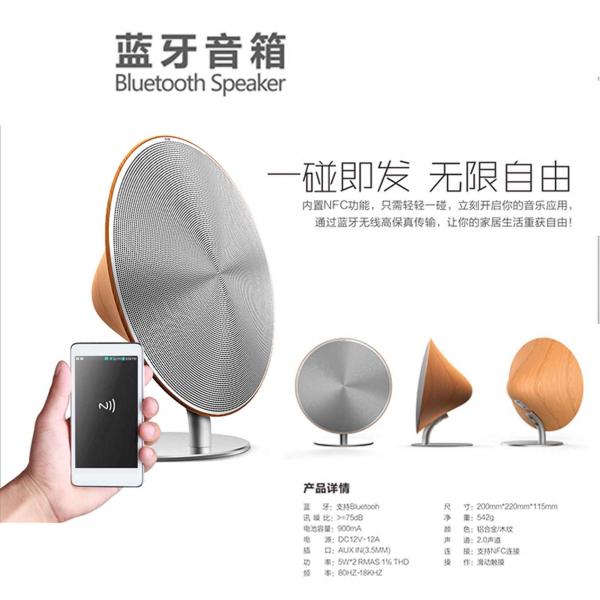 蓝牙音箱
Bluetooth Speaker
一碰即发 无限自由
内置NFC功能，只需轻轻一碰，立刻开启你的音乐应用，
通过蓝牙无线高保真传输，让你的家居生活重获自由！
产品详情
蓝 牙：支持Bluetooh
讯 噪 比：>=75dB
电池容量：900mA
电 源：DC12V-12A
插 口：AUX IN(3.5MM)
功 率：5W*2 RMAS 1% THD
频 率：80HZ-18KHZ
尺 寸：200mm*220mm*115mm
净 重：542g
颜 色：铝合金/木纹
声 道：2.0声道
连 接：支持NFC连接
操 作：滑动触摸